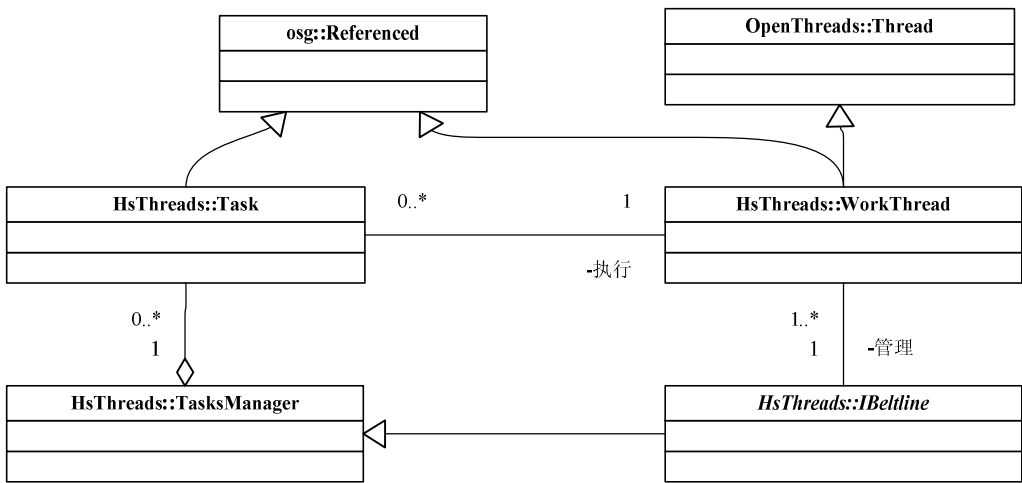 osg::Referenced
OpenThreads::Thread
HsThreads::Task
0..*
1
HsThreads::WorkThread
-执行
0..*
1
1..*
1
-管理
HsThreads::TasksManager
HsThreads::IBeltline